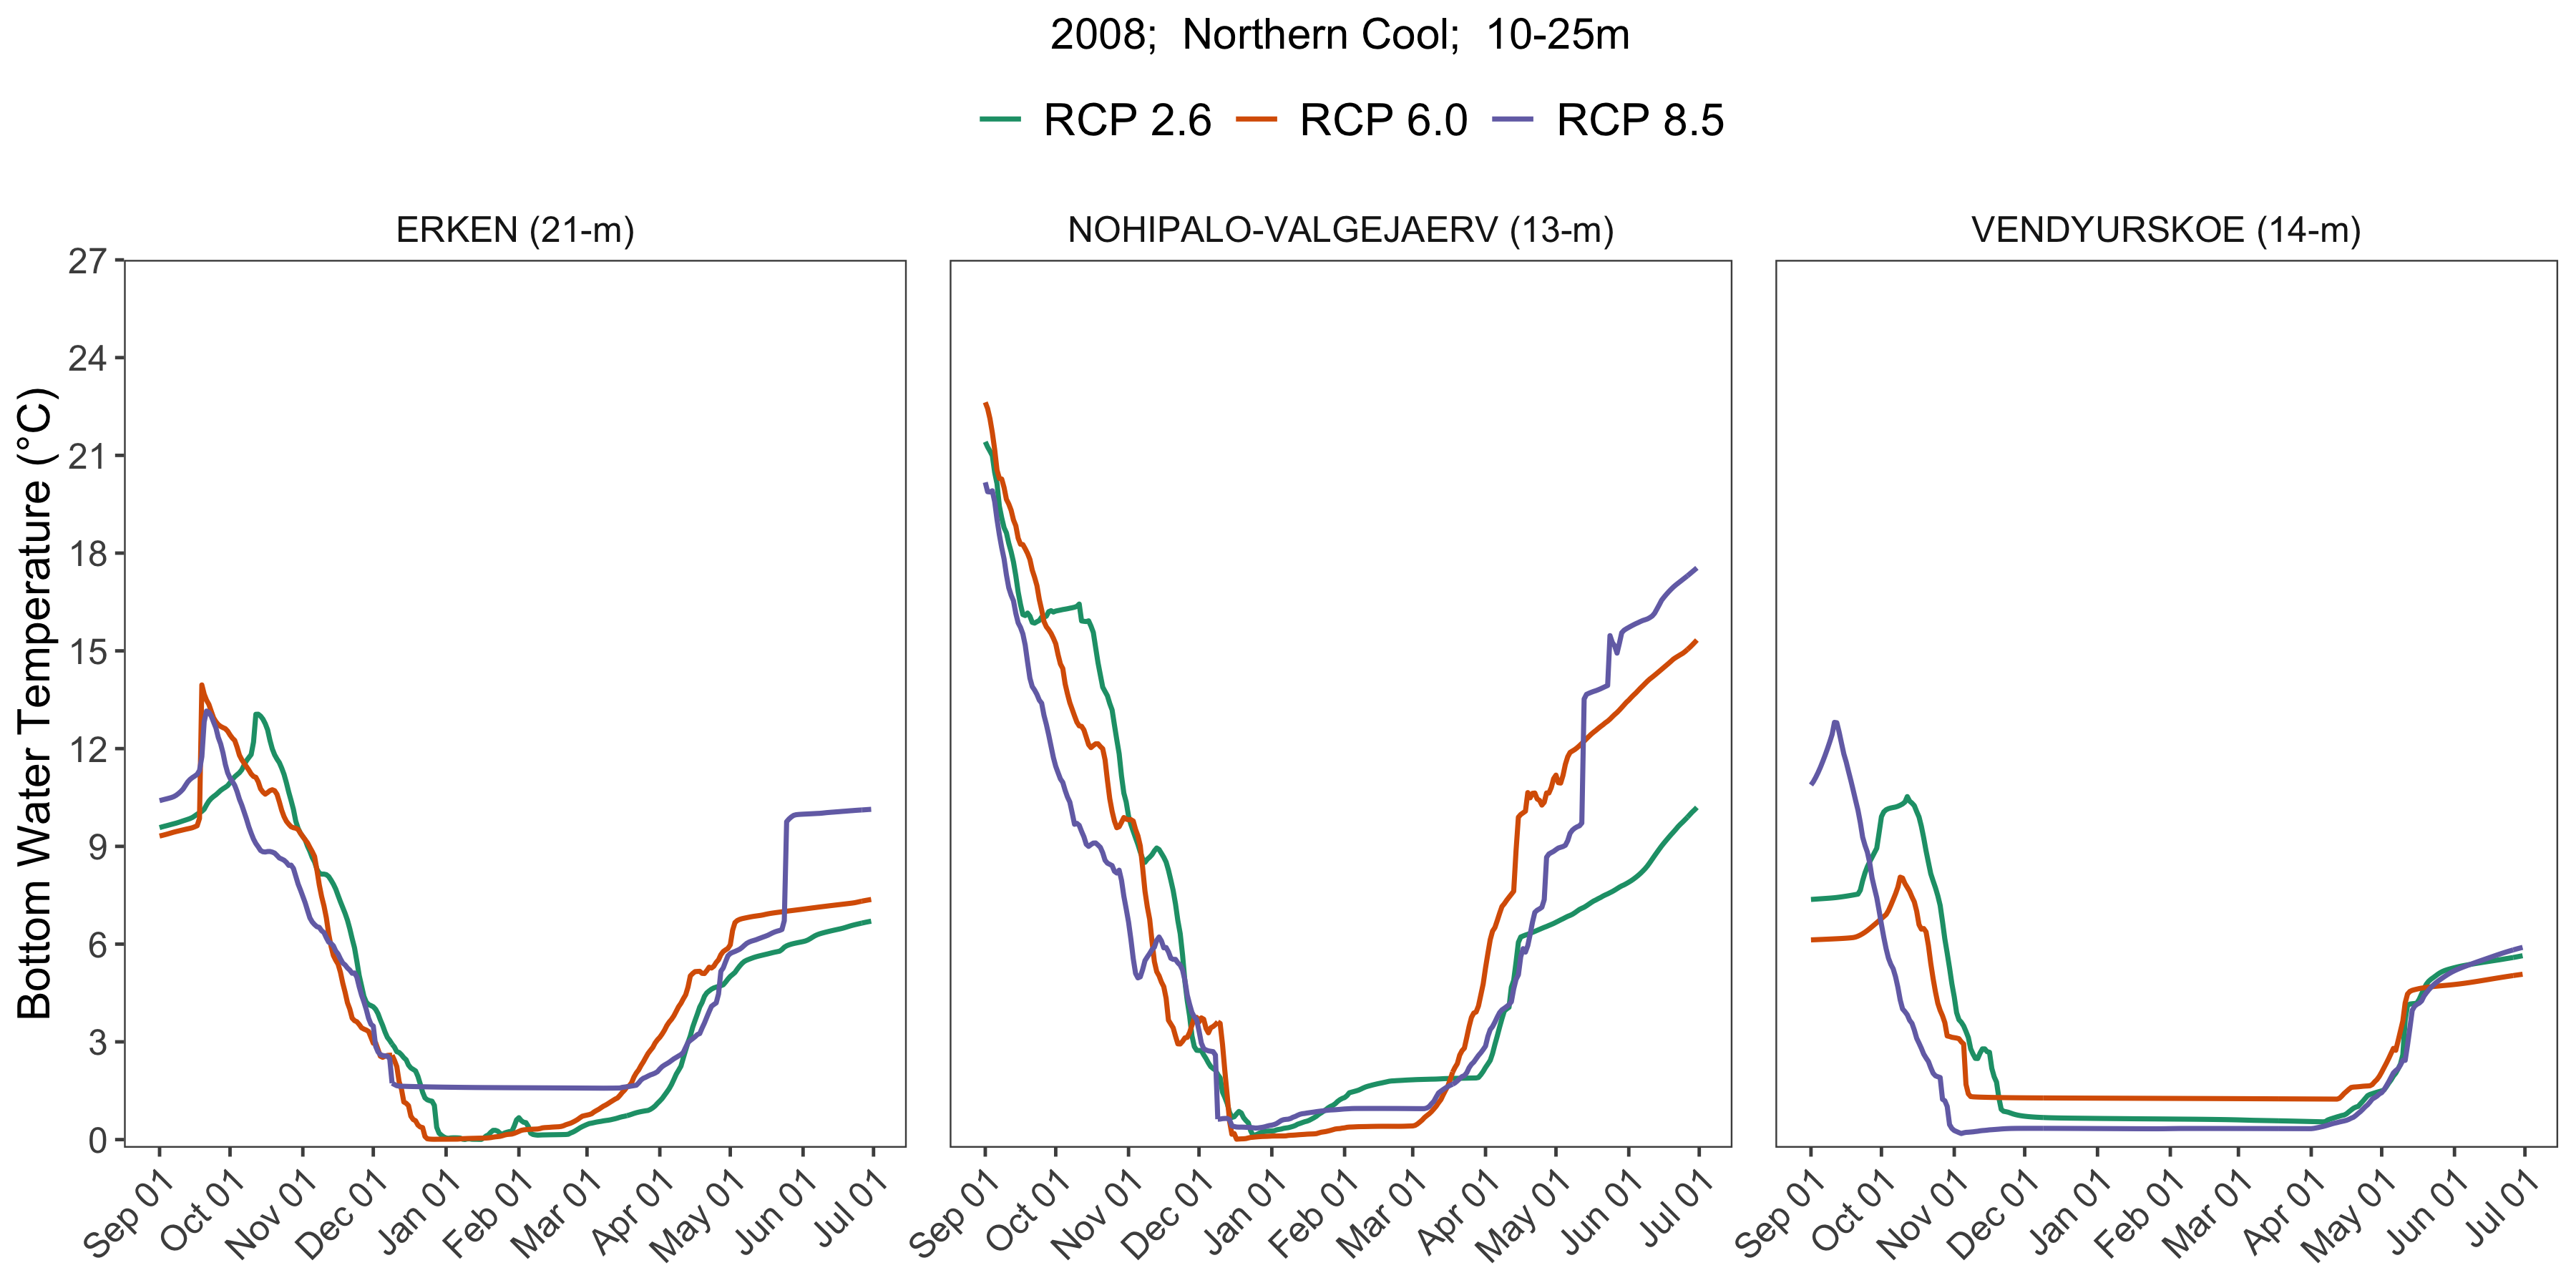 2008;  Northern Cool;  10-25m
RCP 2.6 RCP 6.0 RCP 8.5
ERKEN (21-m) NOHIPALO-VALGEJAERV (13-m) VENDYURSKOE (14-m)
Bottom Water Temperature (°C)
27
24
21
18
15
12
9
6
3
0
Sep 01 Oct 01 Nov 01 Dec 01 Jan 01 Feb 01 Mar 01 Apr 01 May 01 Jun 01 Jul 01
Sep 01 Oct 01 Nov 01 Dec 01 Jan 01 Feb 01 Mar 01 Apr 01 May 01 Jun 01 Jul 01
Sep 01 Oct 01 Nov 01 Dec 01 Jan 01 Feb 01 Mar 01 Apr 01 May 01 Jun 01 Jul 01